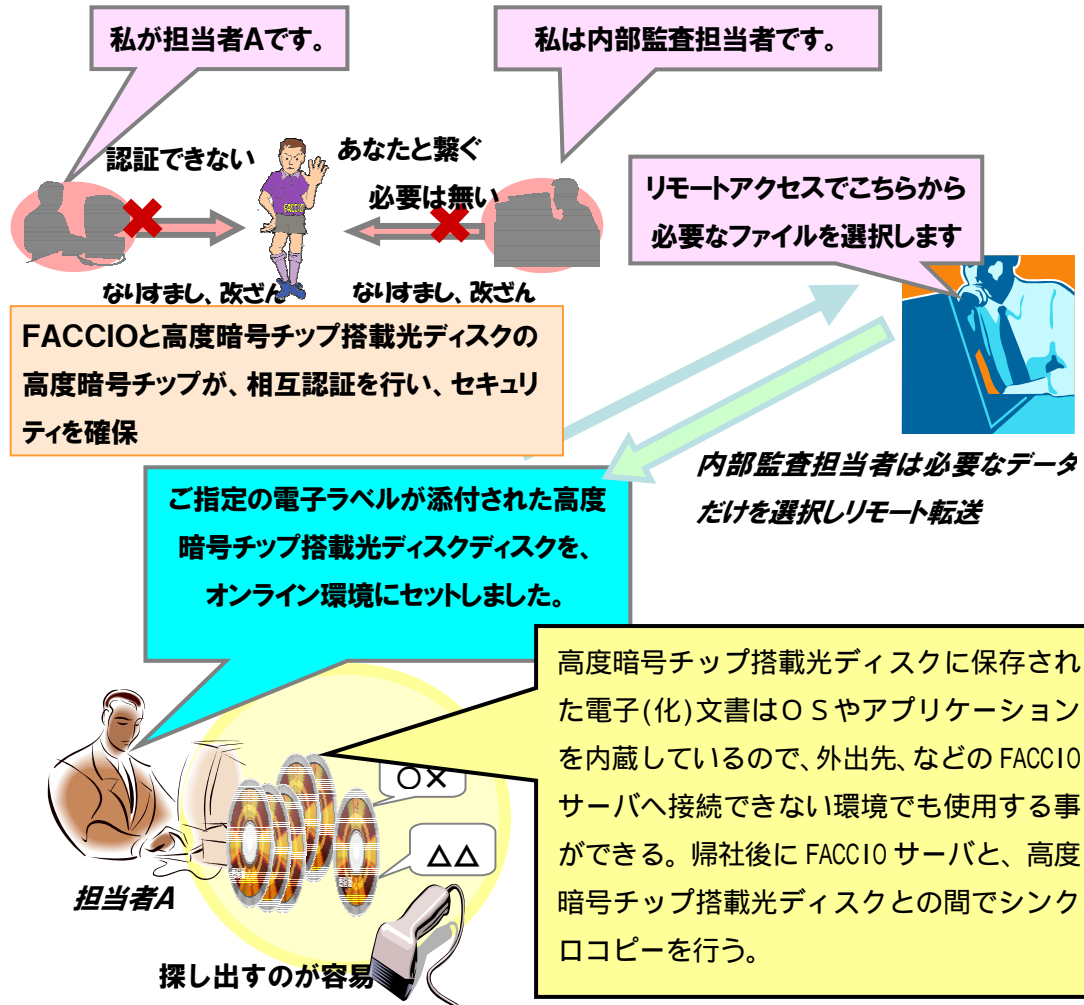 私が担当者Aです。
私は内部監査担当者です。
認証できない
あなたと繋ぐ
必要は無い
FACCIO
リモートアクセスでこちらから
必要なファイルを選択します
なりすまし、改ざん
なりすまし、改ざん
FACCIOと高度暗号チップ搭載光ディスクの
高度暗号チップが、相互認証を行い、セキュリ
ティを確保
内部監査担当者は必要なデータ
だけを選択しリモート転送
ご指定の電子ラベルが添付された高度
暗号チップ搭載光ディスクディスクを、
オンライン環境にセットしました。
高度暗号チップ搭載光ディスクに保存され
た電子(化)文書はＯＳやアプリケーション
を内蔵しているので、外出先、などの FACCIO
サーバへ接続できない環境でも使用する事
ができる。帰社後に FACCIO サーバと、高度
暗号チップ搭載光ディスクとの間でシンク
ロコピーを行う。
○×
△△
担当者A
探し出すのが容易